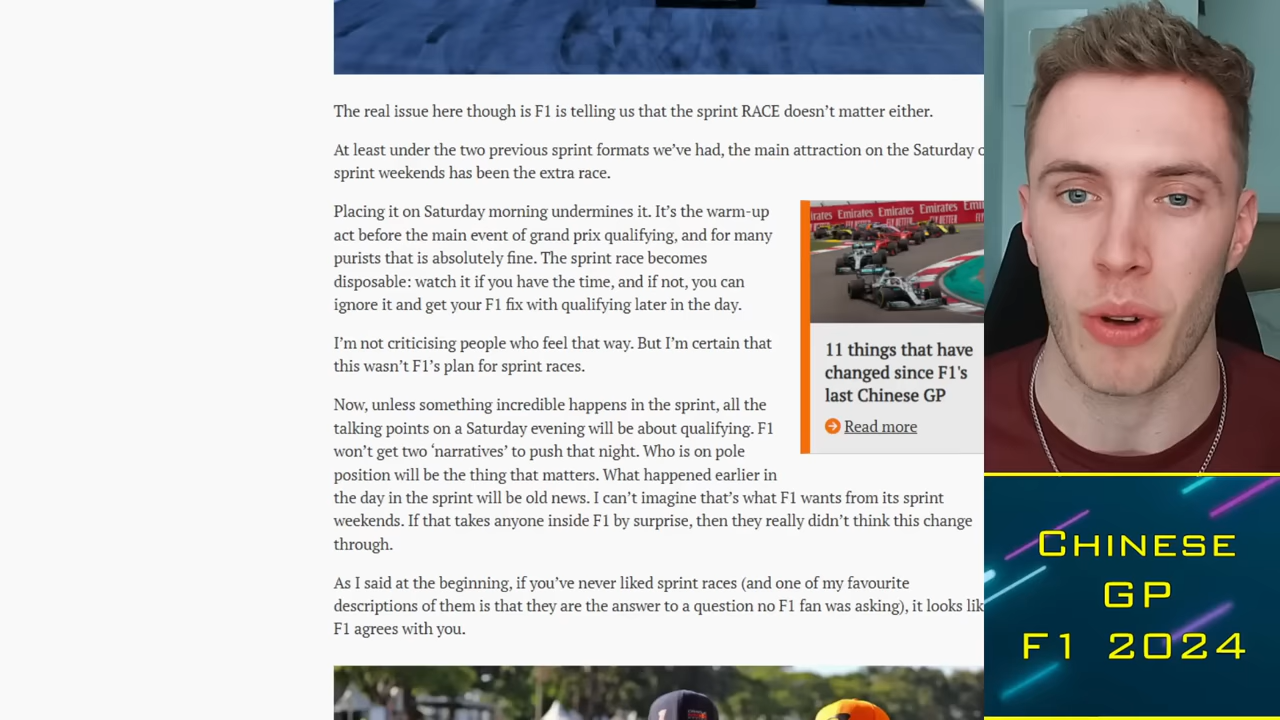 The real issue here though is F1 is telling us that the sprint RACE doesn’t matter either.
At least under the two previous sprint formats we’ve had, the main attraction on the Saturday
sprint weekends has been the extra race.
Placing it on Saturday morning undermines it. It’s the warm-up
act before the main event of grand prix qualifying, and for many
purists that is absolutely fine. The sprint race becomes
disposable: watch it if you have the time, and if not, you can
ignore it and get your F1 fix with qualifying later in the day.
I’m not criticising people who feel that way. But I’m certain that
this wasn’t F1’s plan for sprint races.
Now, unless something incredible happens in the sprint, all the
talking points on a Saturday evening will be about qualifying. F1
won’t get two ‘narratives’ to push that night. Who is on pole
position will be the thing that matters. What happened earlier in
the day in the sprint will be old news. I can’t imagine that’s what F1 wants from its sprint
weekends. If that takes anyone inside F1 by surprise, then they really didn’t think this change
through.
As I said at the beginning, if you’ve never liked sprint races (and one of my favourite
descriptions of them is that they are the answer to a question no F1 fan was asking), it looks lik
F1 agrees with you.
Emirates Emirates Emirates
11 things that have
changed since F1's
last Chinese GP
Read more
CHINESE
GP
F1 2024